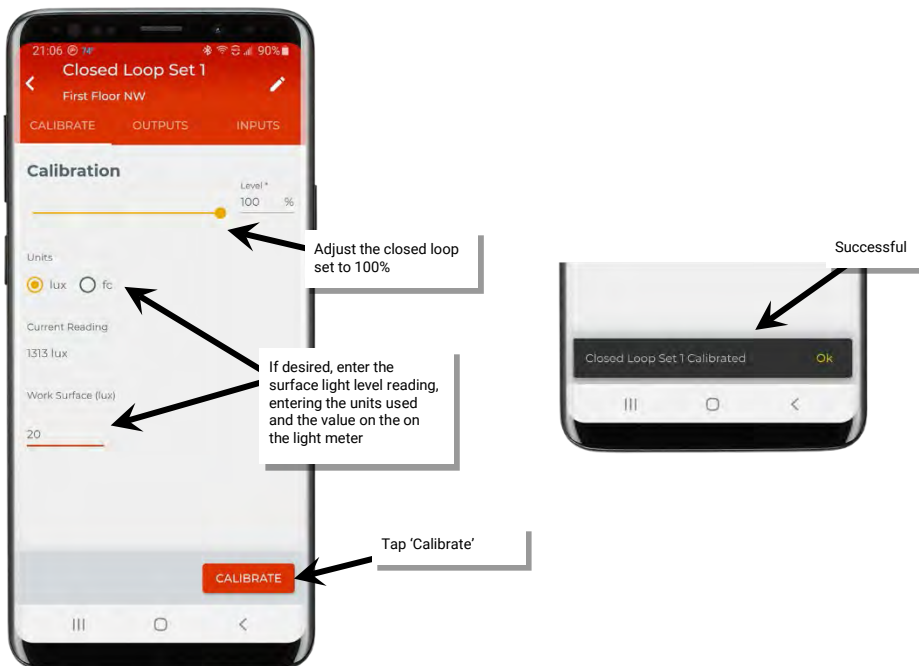 21:06 74° 90%
Closed Loop Set 1
First Floor NW
CALIBRATE OUTPUTS INPUTS
Calibration
Level *
100 %
Adjust the closed loop
set to 100%
Units
lux fc
Current Reading
1313 lux
If desired, enter the
surface light level reading,
entering the units used
and the value on the on
the light meter
Work Surface (lux)
20
Tap ‘Calibrate’
CALIBRATE
Successful
Closed Loop Set 1 Calibrated Ok